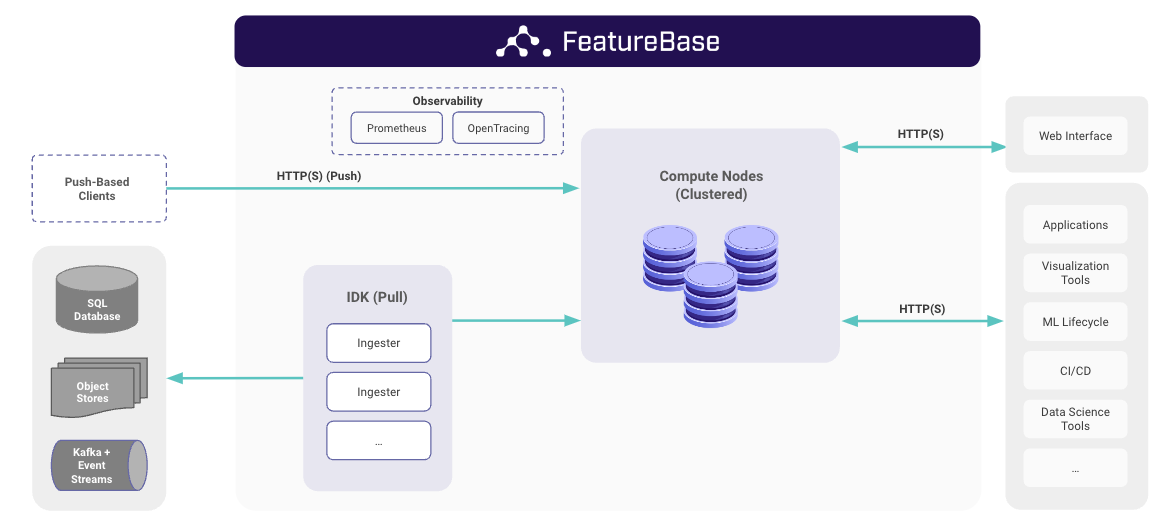 FeatureBase
Observability
Prometheus
OpenTracing
Push-Based
Clients
HTTP(S) (Push)
Compute Nodes
(Clustered)
HTTP(S)
Web Interface
SQL
Database
Object
Stores
Kafka +
Event
Streams
IDK (Pull)
Ingester
Ingester
...
HTTP(S)
Applications
Visualization
Tools
ML Lifecycle
CI/CD
Data Science
Tools
...